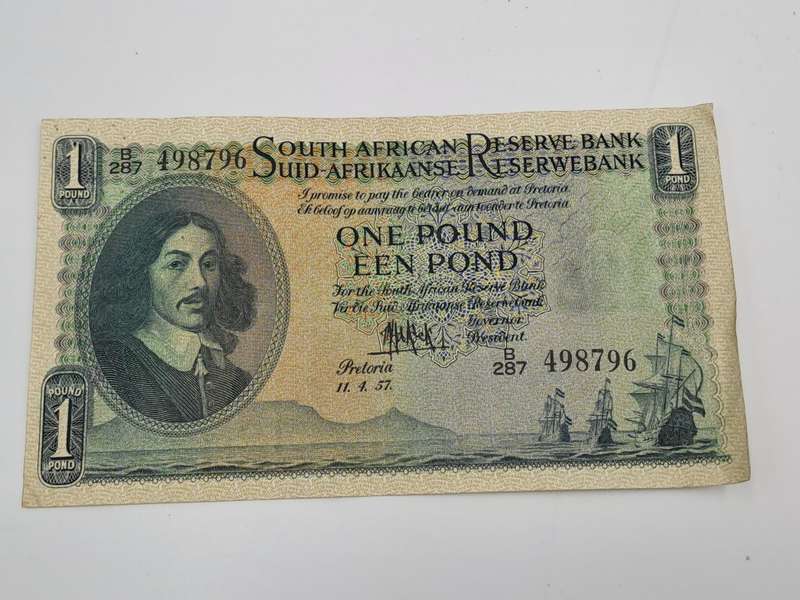 1
POUND
B/287 498796
SOUTH AFRICAN RESERVE BANK
SUID-AFRIKAANSE RESERWEBANK
1
POND
I promise to pay the bearer on demand at Pretoria
Ek beloof op aanvraag te betaal aan toonder te Pretoria
ONE POUND
EEN POND
For the South African Reserve Bank
Vir die Suid-Afrikaanse Reserwebank
Governor
President.
Pretoria
11. 4. 57.
B/287 498796
POUND
1
POND